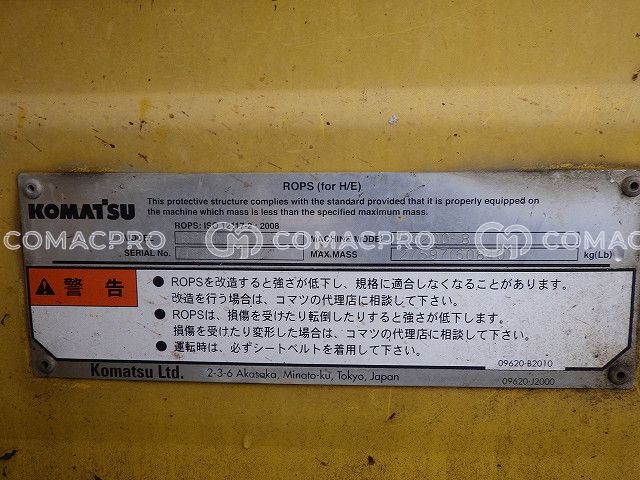 ROPS (for H/E)
KOMATSU
This protective structure complies with the standard provided that it is properly equipped on
the machine which mass is less than the specified maximum mass.
ROPS: ISO 12117-2: 2008
MODEL
MACHINE MODEL
SERIAL No.
MAX.MASS
kg(Lb)
COMACPRO COMACPRO COMACPRO
警告
● ROPSを改造すると強さが低下し、規格に適合しなくなることがあります。
改造を行う場合は、コマツの代理店に相談して下さい。
● ROPSは、損傷を受けたり転倒したりすると強さが低下します。
損傷を受けたり変形した場合は、コマツの代理店に相談して下さい。
● 運転時は、必ずシートベルトを着用して下さい。
09620-B2010
Komatsu Ltd.
2-3-6 Akasaka, Minato-ku, Tokyo, Japan
09620-J2000